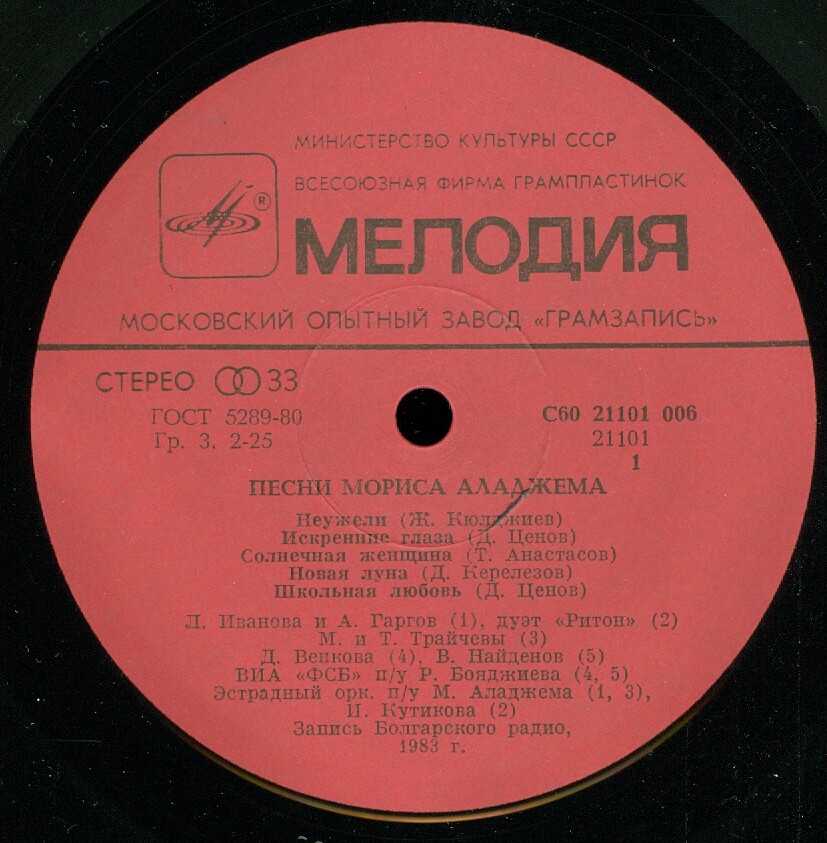 МИНИСТЕРСТВО КУЛЬТУРЫ СССР
ВСЕСОЮЗНАЯ ФИРМА ГРАМПЛАСТИНОК
®
МЕЛОДИЯ
МОСКОВСКИЙ ОПЫТНЫЙ ЗАВОД «ГРАМЗАПИСЬ»
СТЕРЕО 33
ГОСТ 5289-80
Гр. 3. 2-25
С60 21101 006
21101
1
ПЕСНИ МОРИСА АЛАДЖЕМА
Неужели (Ж. Кюлджиев)
Искренние глаза (Д. Ценов)
Солнечная женщина (Т. Анастасов)
Новая луна (Д. Керелезов)
Школьная любовь (Д. Ценов)
Л. Иванова и А. Гаргов (1), дуэт «Ритон» (2)
М. и Т. Трайчевы (3)
Д. Венкова (4), В. Найденов (5)
ВИА «ФСБ» п/у Р. Бояджиева (4, 5)
Эстрадный орк. п/у М. Аладжема (1, 3),
И. Кутикова (2)
Запись Болгарского радио,
1983 г.